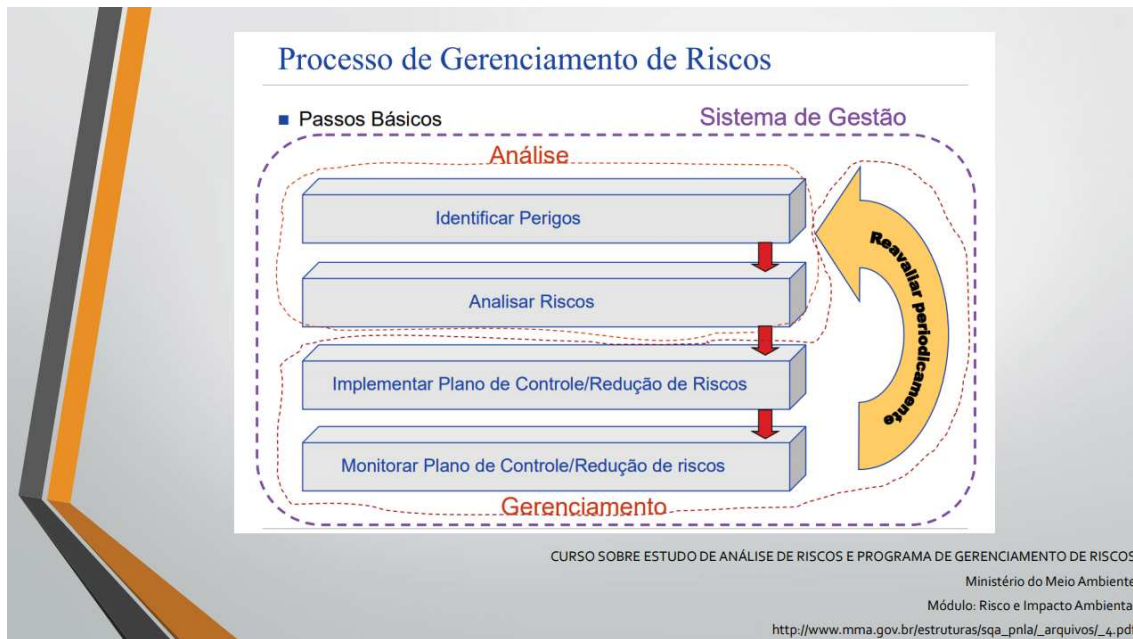 Processo de Gerenciamento de Riscos
■ Passos Básicos
Sistema de Gestão
Análise
Identificar Perigos
Analisar Riscos
Implementar Plano de Controle/Redução de Riscos
Monitorar Plano de Controle/Redução de riscos
Gerenciamento
Reavaliar periodicamente
CURSO SOBRE ESTUDO DE ANÁLISE DE RISCOS E PROGRAMA DE GERENCIAMENTO DE RISCOS
Ministério do Meio Ambiente
Módulo: Risco e Impacto Ambiental
http://www.mma.gov.br/estruturas/sqa_pnla/_arquivos/_4.pdf